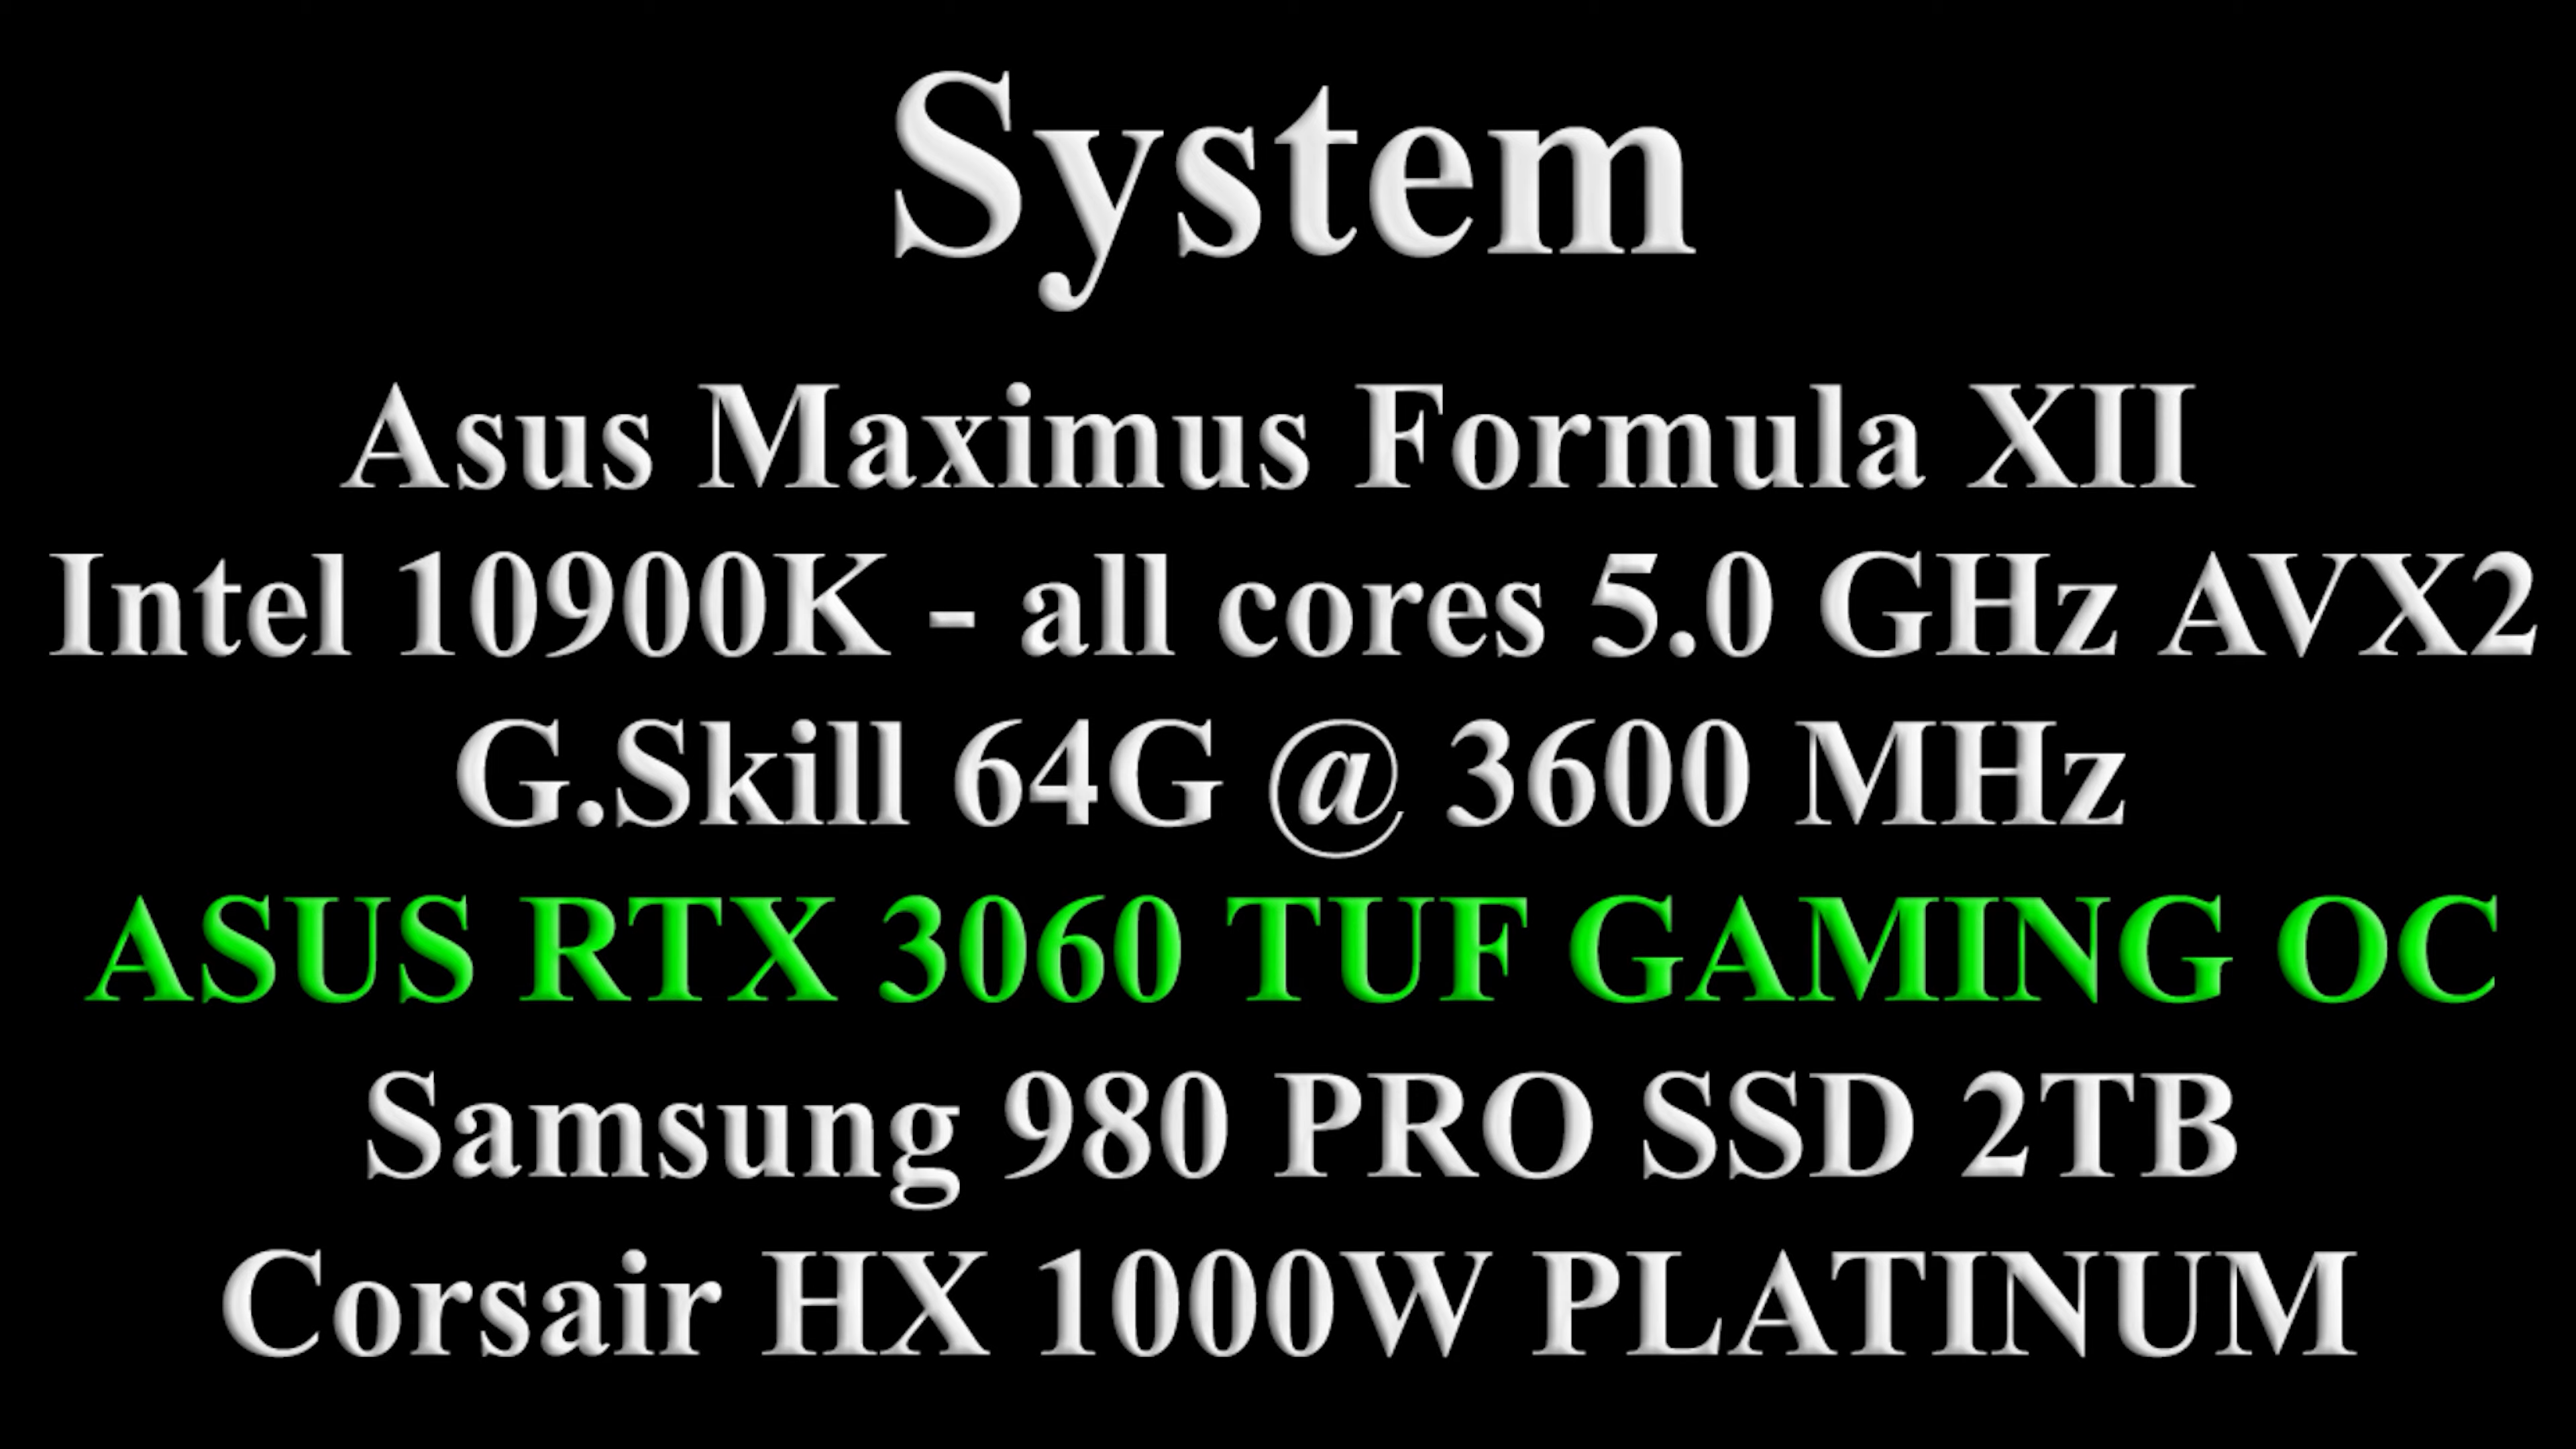 System
Asus Maximus Formula XII
Intel 10900K - all cores 5.0 GHz AVX2
G.Skill 64G @ 3600 MHz
ASUS RTX 3060 TUF GAMING OC
Samsung 980 PRO SSD 2TB
Corsair HX 1000W PLATINUM